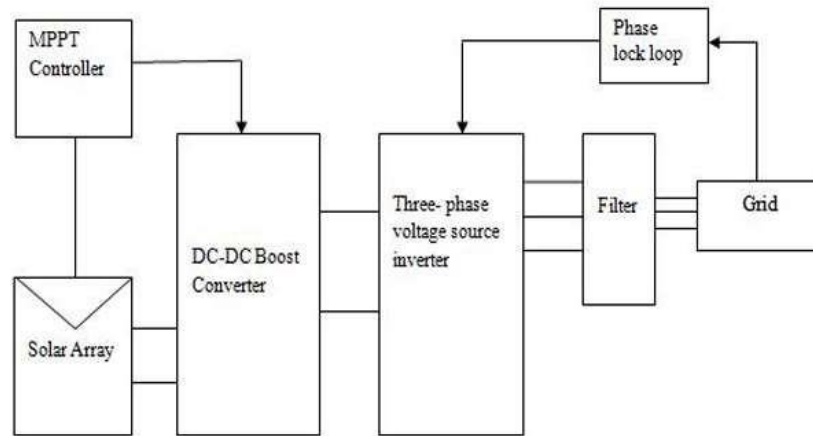 MPPT
Controller
Phase
lock loop
DC-DC Boost
Converter
Three- phase
voltage source
inverter
Filter
Grid
Solar Array